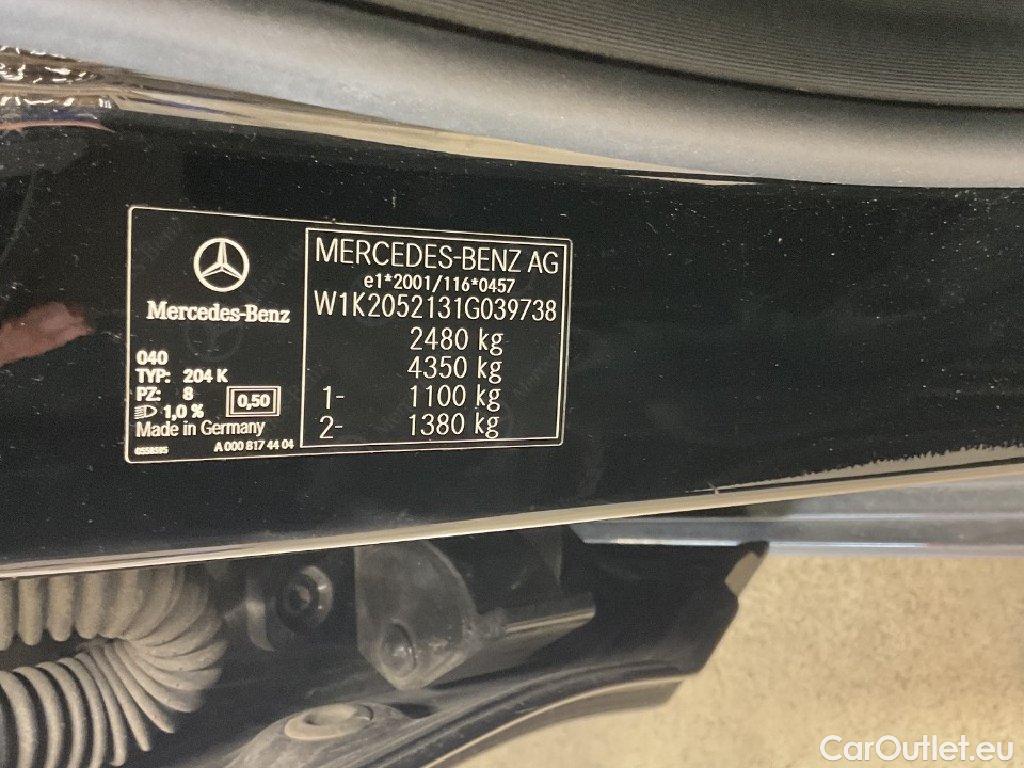 Mercedes-Benz
040
TYP: 204 K
PZ: 8
1,0 %
0,50
Made in Germany
A 000 817 44 04
MERCEDES-BENZ AG
e1*2001/116*0457
W1K2052131G039738
2480 kg
4350 kg
1- 1100 kg
2- 1380 kg
CarOutlet.eu